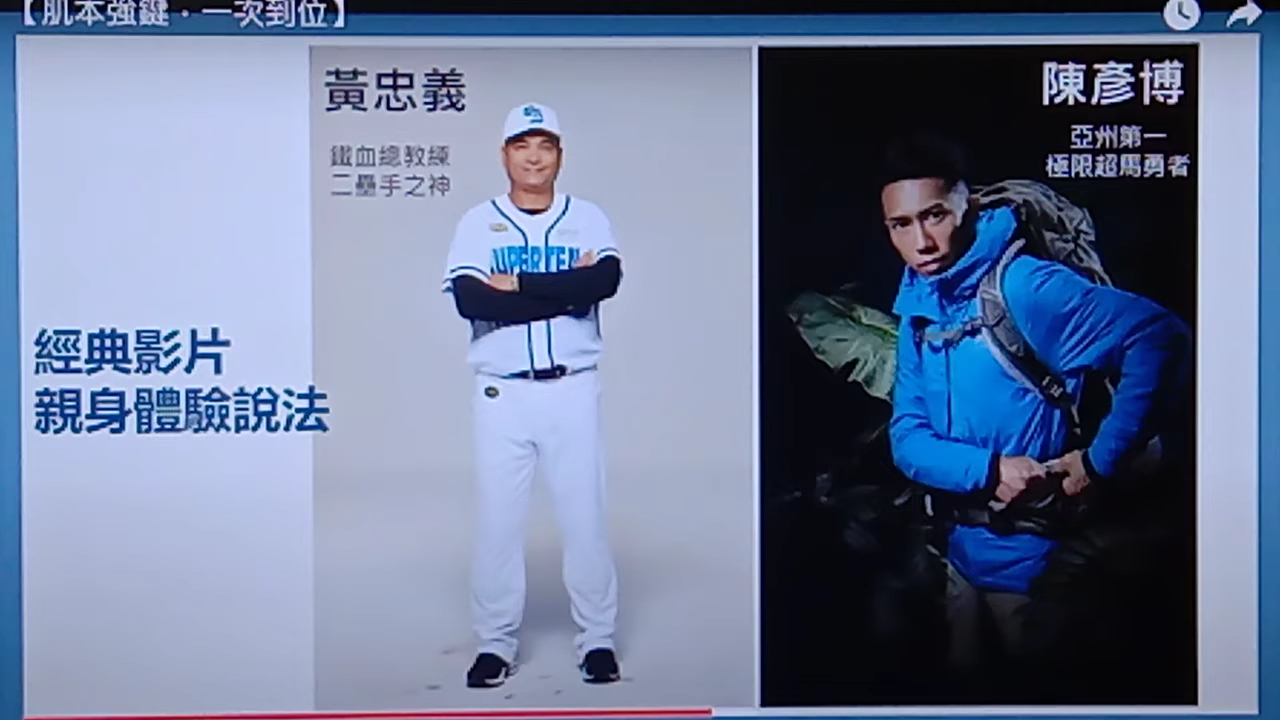 【肌本強鍵．一次到位】
黃忠義
鐵血總教練
二壘手之神
陳彥博
亞州第一
極限超馬勇者
經典影片
親身體驗說法